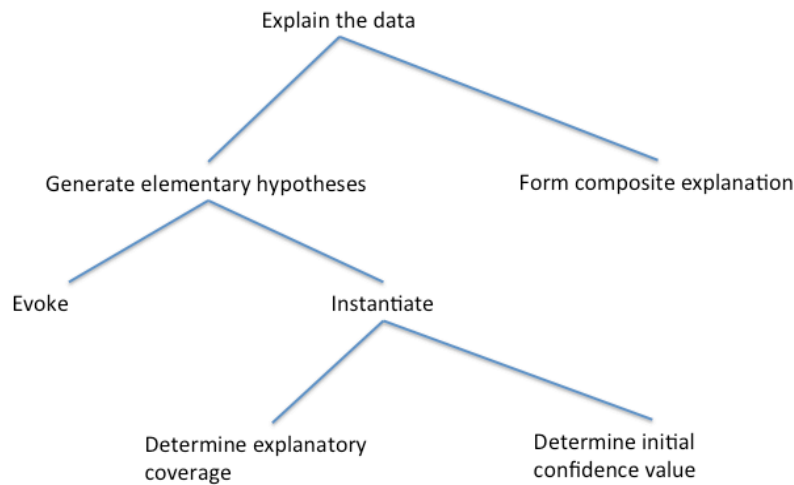 Explain the data
Generate elementary hypotheses
Form composite explanation
Evoke
Instantiate
Determine explanatory
coverage
Determine initial
confidence value